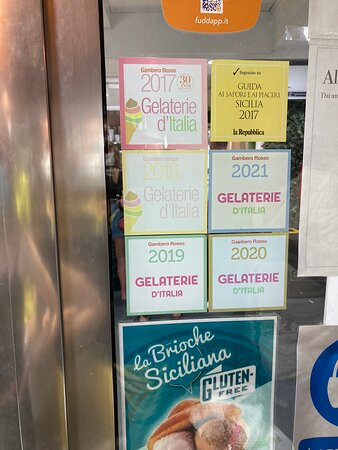 fuddapp.it
Gambero Rosso
2017
30
ANNI
Gelaterie
d'Italia
Segnalato su
GUIDA
AI SAPORI E AI PIACERI
SICILIA
2017
la Repubblica
Gambero Rosso
2018
Gelaterie
d'Italia
Gambero Rosso
2021
GELATERIE
D'ITALIA
Gambero Rosso
2019
GELATERIE
D'ITALIA
Gambero Rosso
2020
GELATERIE
D'ITALIA
la Brioche
Siciliana
GLUTEN-
FREE